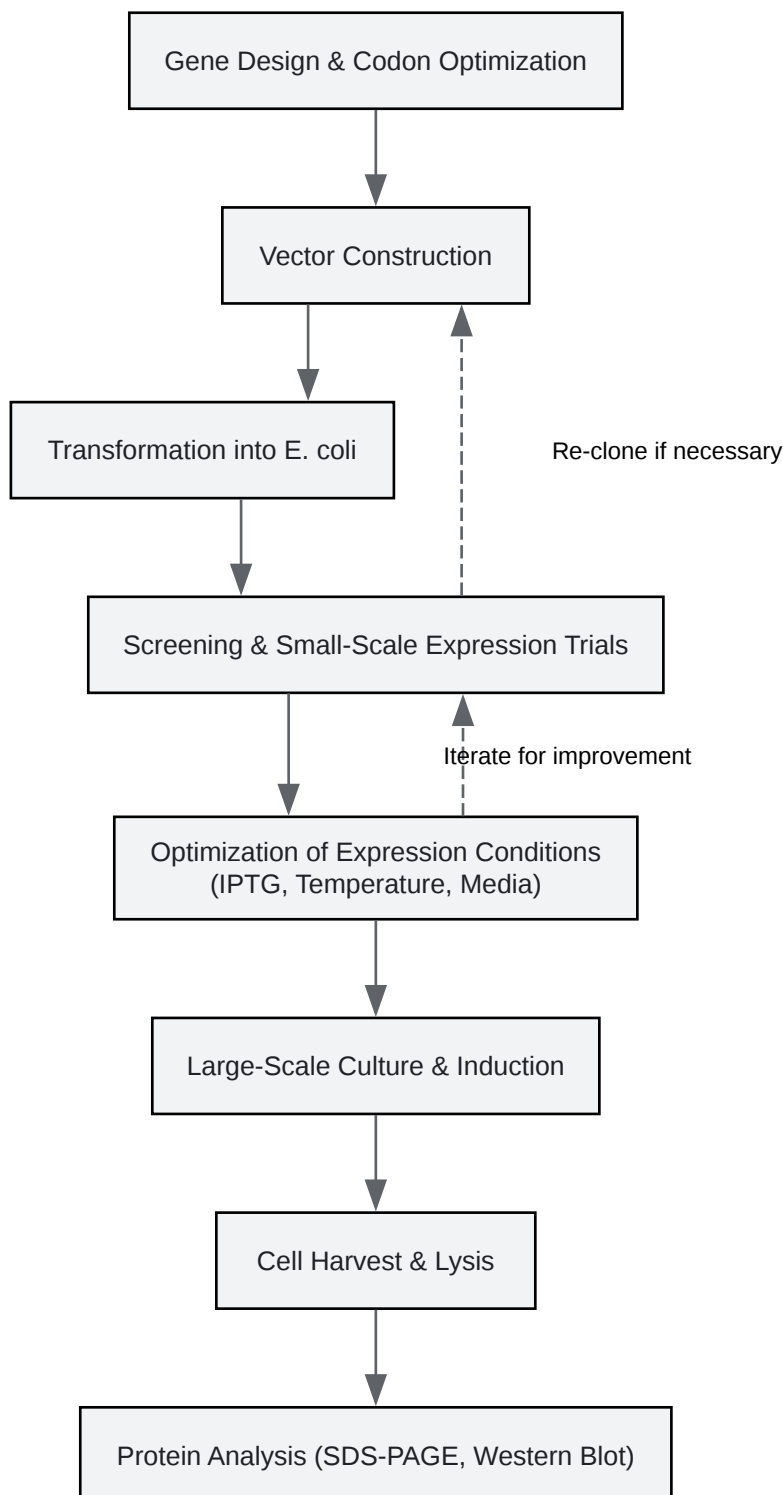 Gene Design & Codon Optimization
Vector Construction
Transformation into E. coli
Re-clone if necessary
Screening & Small-Scale Expression Trials
Iterate for improvement
Optimization of Expression Conditions
(IPTG, Temperature, Media)
Large-Scale Culture & Induction
Cell Harvest & Lysis
Protein Analysis (SDS-PAGE, Western Blot)